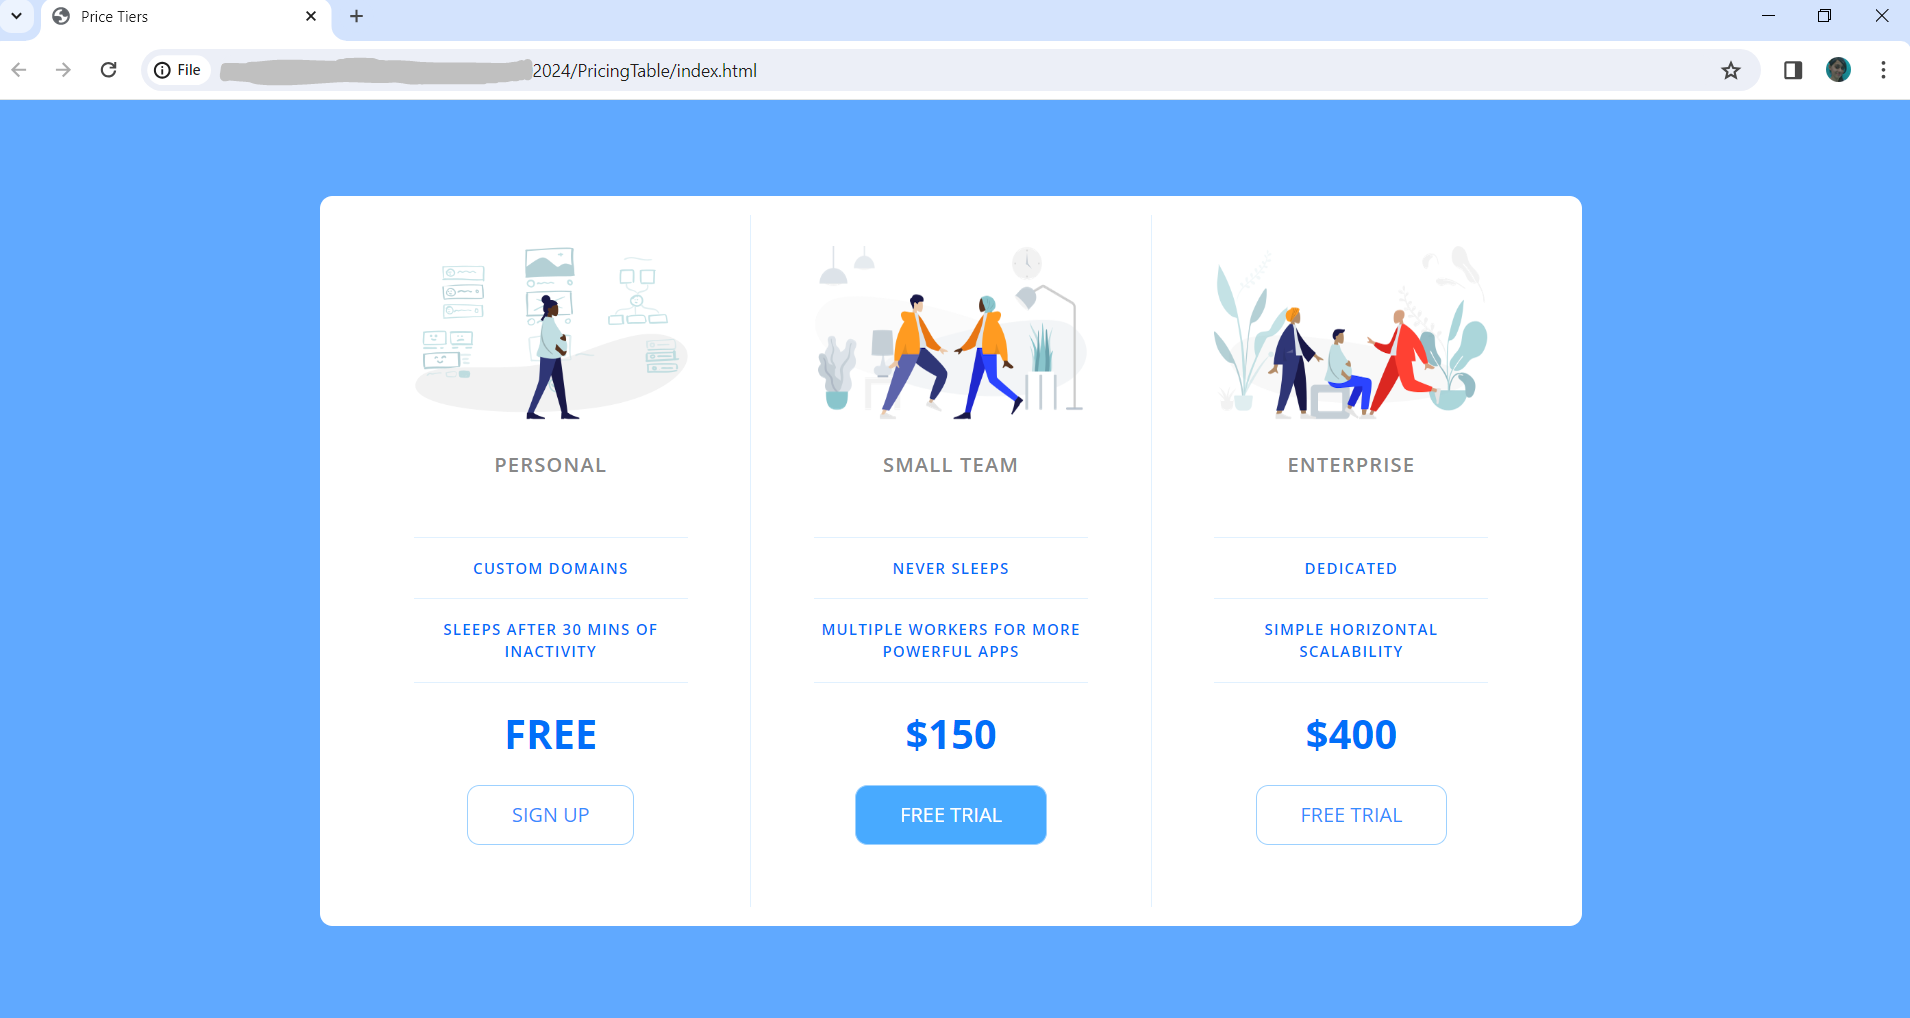 Price Tiers
File
2024/PricingTable/index.html
PERSONAL
CUSTOM DOMAINS
SLEEPS AFTER 30 MINS OF
INACTIVITY
FREE
SIGN UP
SMALL TEAM
NEVER SLEEPS
MULTIPLE WORKERS FOR MORE
POWERFUL APPS
$150
FREE TRIAL
ENTERPRISE
DEDICATED
SIMPLE HORIZONTAL
SCALABILITY
$400
FREE TRIAL